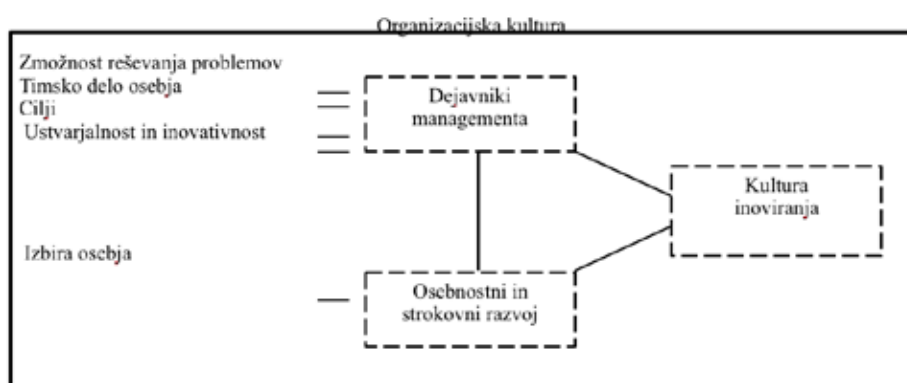 Organizacijska kultura
Zmožnost reševanja problemov
Timsko delo osebja
Cilji
Ustvarjalnost in inovativnost
Dejavniki
managementa
Kultura
inoviranja
Izbira osebja
Osebnostni in
strokovni razvoj